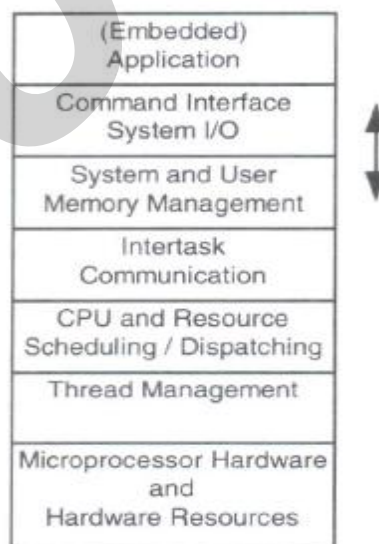 (Embedded)
Application
Command Interface
System I/O
System and User
Memory Management
Intertask
Communication
CPU and Resource
Scheduling / Dispatching
Thread Management
Microprocessor Hardware
and
Hardware Resources